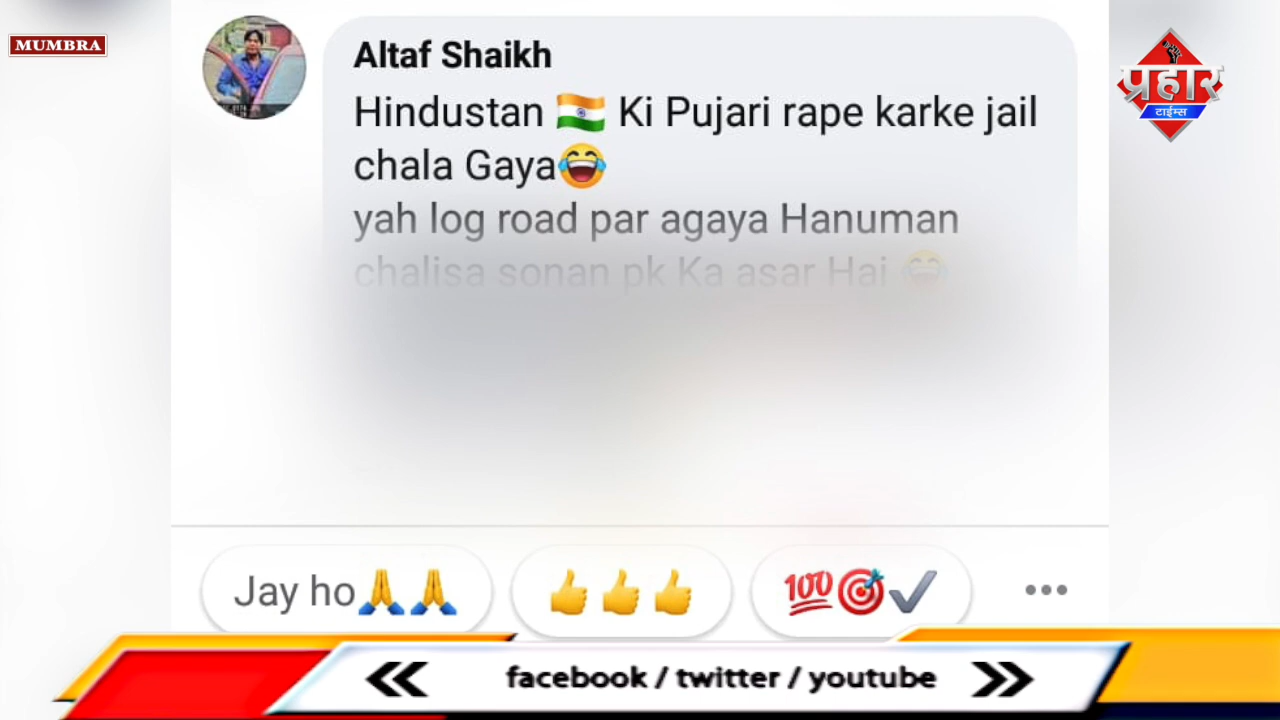 MUMBRA
प्रहार
टाईम्स
Altaf Shaikh
Hindustan 🇮🇳 Ki Pujari rape karke jail
chala Gaya😂
yah log road par agaya Hanuman
chalisa sonan pk Ka asar Hai 😂
Jay ho🙏🙏
👍👍👍
💯🎯✔
facebook / twitter / youtube